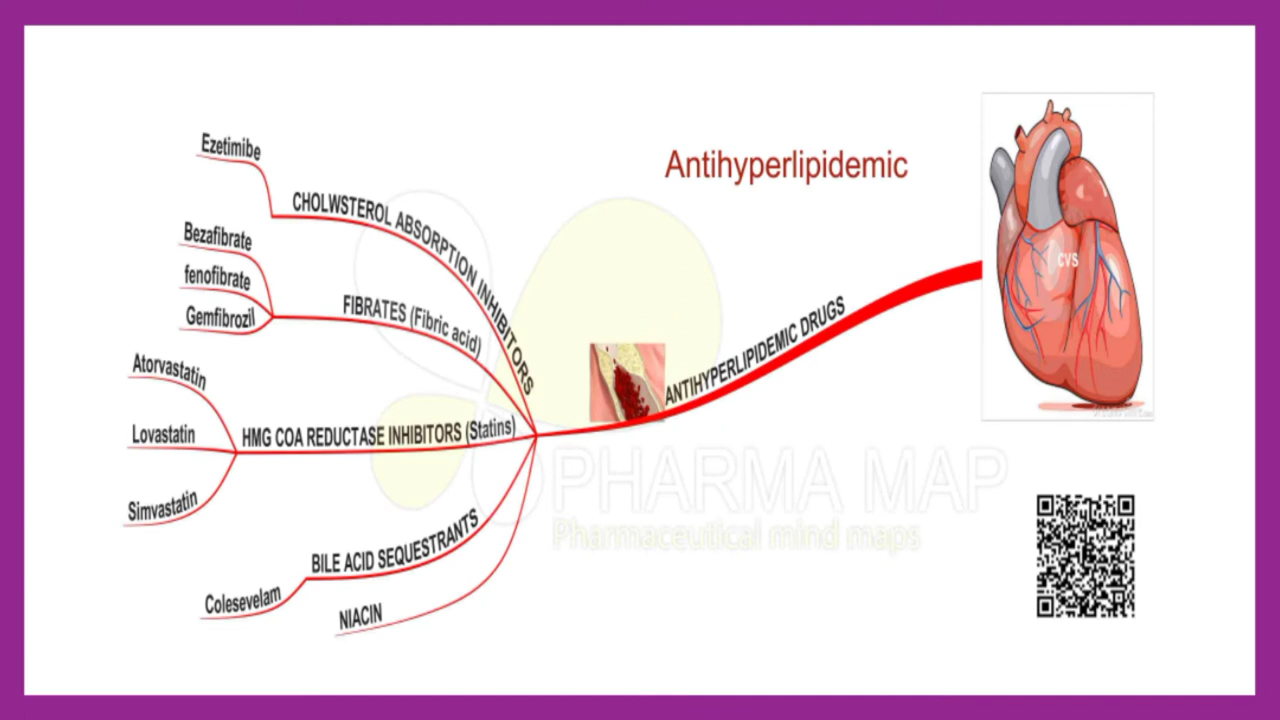 Antihyperlipidemic
Ezetimibe
CHOLWSTEROL ABSORPTION INHIBITORS
Bezafibrate
fenofibrate
Gemfibrozil
FIBRATES (Fibric acid)
CVS
ANTIHYPERLIPIDEMIC DRUGS
Atorvastatin
Lovastatin
Simvastatin
HMG COA REDUCTASE INHIBITORS (Statins)
PHARMA MAP
Pharmaceutical mind maps
BILE ACID SEQUESTRANTS
Colesevelam
NIACIN